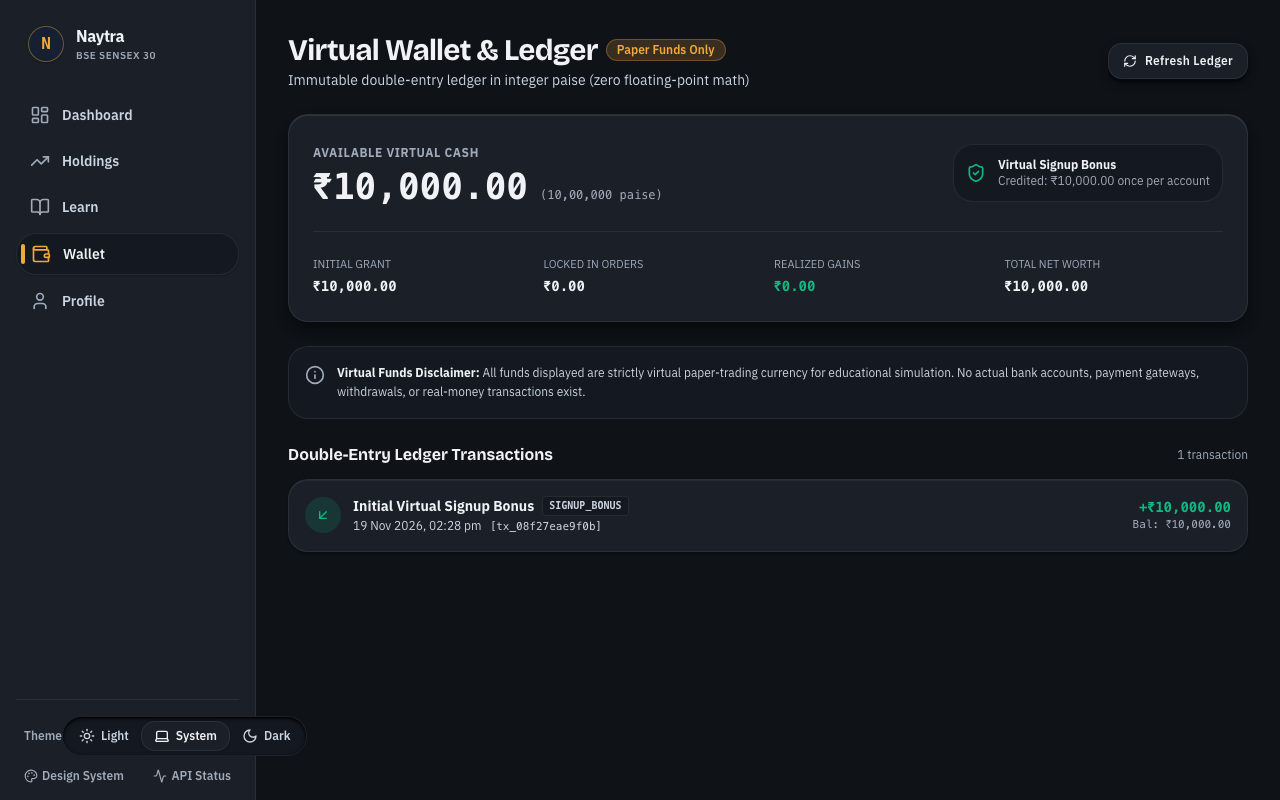 N
Naytra
BSE SENSEX 30
Dashboard
Holdings
Learn
Wallet
Profile
Theme
Light
System
Dark
Design System
API Status
Virtual Wallet & Ledger
Paper Funds Only
Immutable double-entry ledger in integer paise (zero floating-point math)
Refresh Ledger
AVAILABLE VIRTUAL CASH
₹10,000.00 (10,00,000 paise)
Virtual Signup Bonus
Credited: ₹10,000.00 once per account
INITIAL GRANT
₹10,000.00
LOCKED IN ORDERS
₹0.00
REALIZED GAINS
₹0.00
TOTAL NET WORTH
₹10,000.00
Virtual Funds Disclaimer: All funds displayed are strictly virtual paper-trading currency for educational simulation. No actual bank accounts, payment gateways,
withdrawals, or real-money transactions exist.
Double-Entry Ledger Transactions
1 transaction
Initial Virtual Signup Bonus SIGNUP_BONUS
19 Nov 2026, 02:28 pm [tx_08f27eae9f0b]
+₹10,000.00
Bal: ₹10,000.00